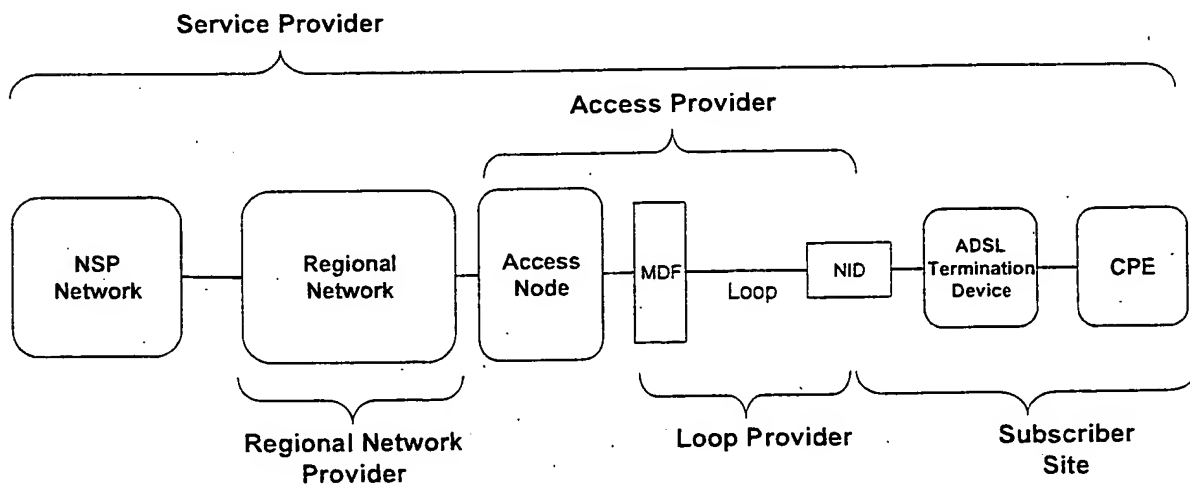 Service Provider
Access Provider
NSP
Network
Regional
Network
Access
Node
MDF
Loop
NID
ADSL
Termination
Device
CPE
Regional Network
Provider
Loop Provider
Subscriber
Site